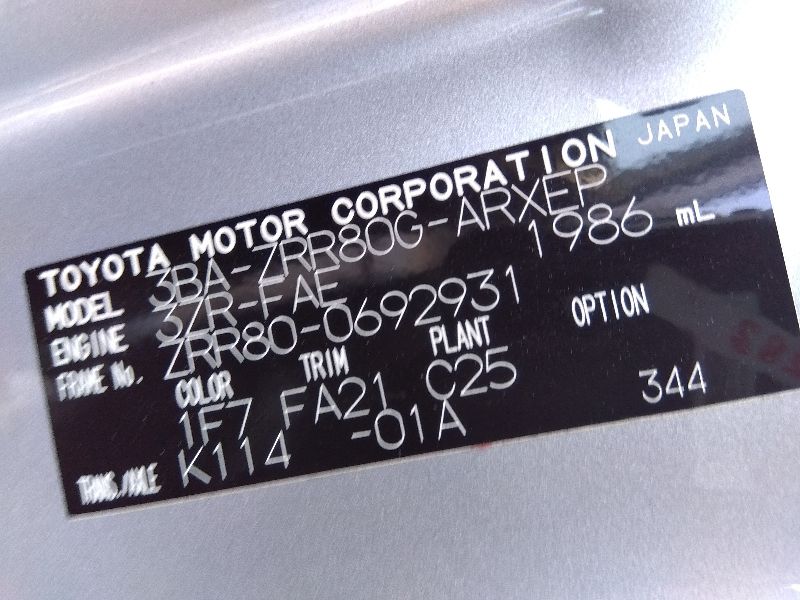 TOYOTA MOTOR CORPORATION JAPAN
MODEL 3BA-ZRR80G-ARXEP
ENGINE 3ZR-FAE 1986 mL
FRAME No. ZRR80-0692931
COLOR TRIM PLANT OPTION
1F7 FA21 C25
TRANS./AXLE K114 -01A 344